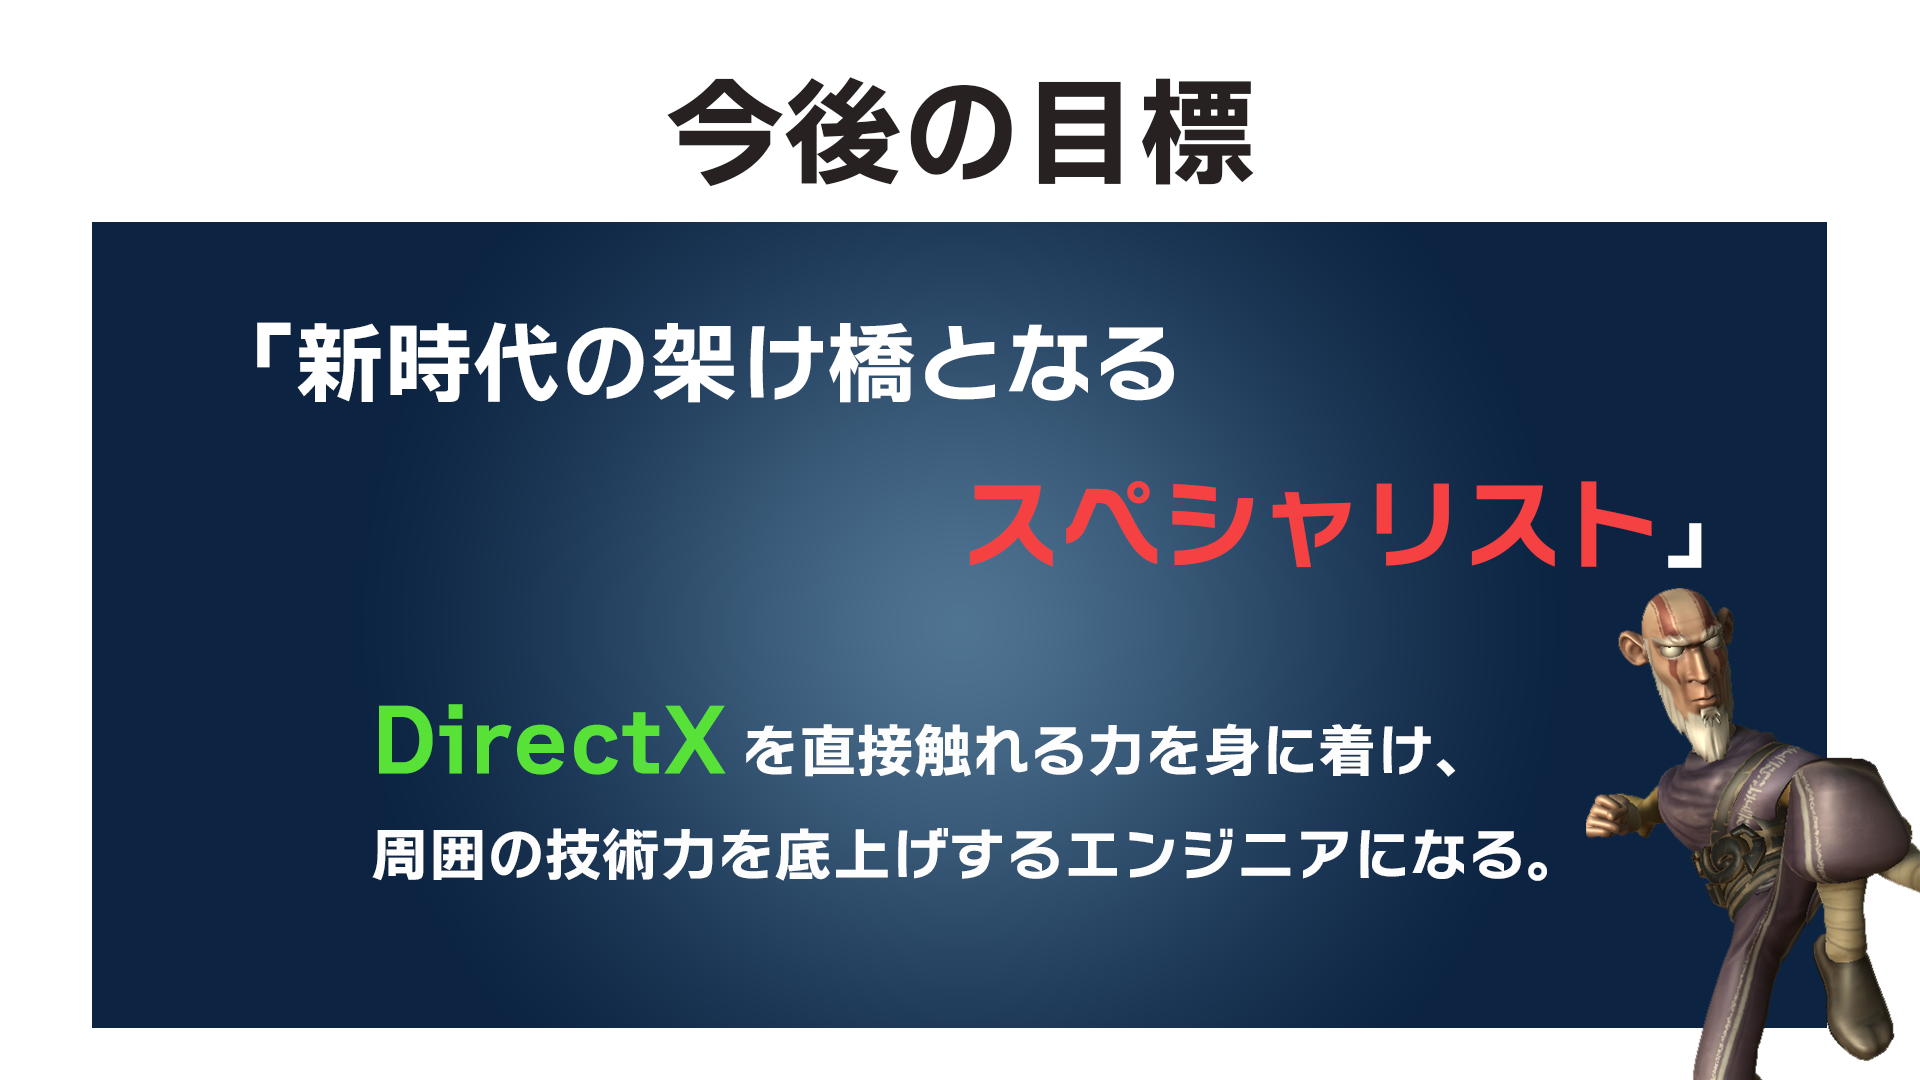 今後の目標
「新時代の架け橋となる
スペシャリスト」
DirectX を直接触れる力を身に着け、
周囲の技術力を底上げするエンジニアになる。